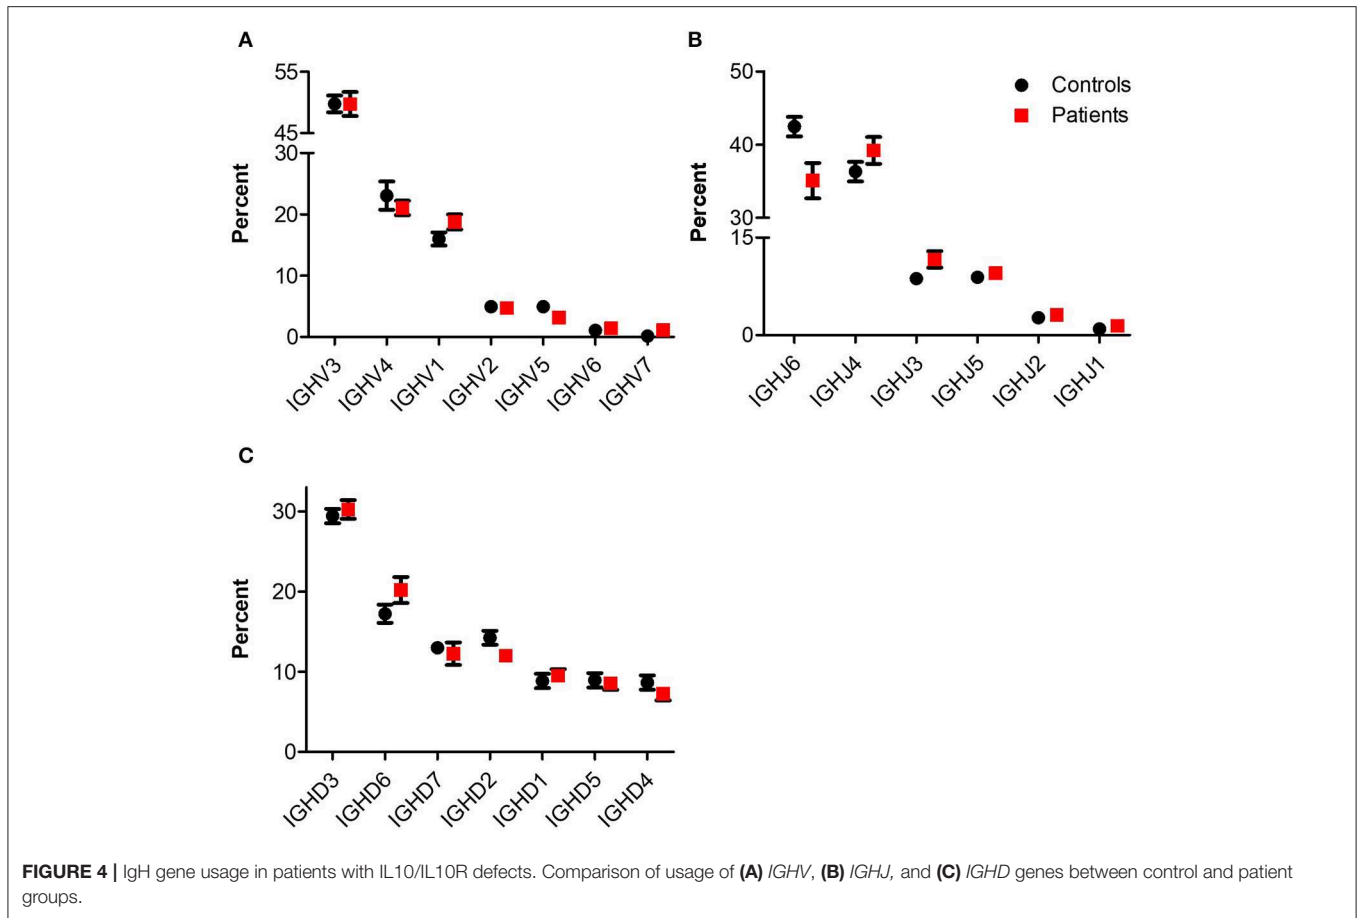 A
55
45
30
20
10
0
Percent
IGHV3
IGHV4
IGHV1
IGHV2
IGHV5
IGHV6
IGHV7
B
50
40
30
15
0
Percent
IGHJ6
IGHJ4
IGHJ3
IGHJ5
IGHJ2
IGHJ1
Controls
Patients
C
30
20
10
0
Percent
IGHD3
IGHD6
IGHD7
IGHD2
IGHD1
IGHD5
IGHD4
FIGURE 4 | IgH gene usage in patients with IL10/IL10R defects. Comparison of usage of (A) IGHV, (B) IGHJ, and (C) IGHD genes between control and patient
groups.